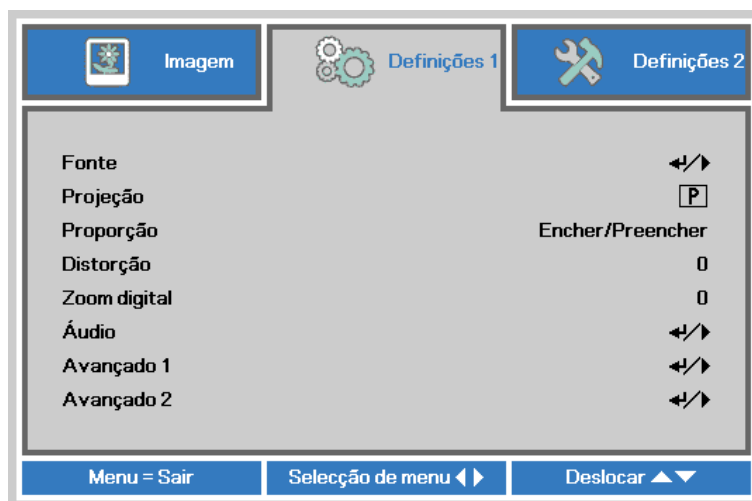 Imagem Definições 1 Definições 2
Fonte ↵/▶
Projeção P
Proporção Encher/Preencher
Distorção 0
Zoom digital 0
Áudio ↵/▶
Avançado 1 ↵/▶
Avançado 2 ↵/▶
Menu = Sair Selecção de menu ◀▶ Deslocar ▲▼